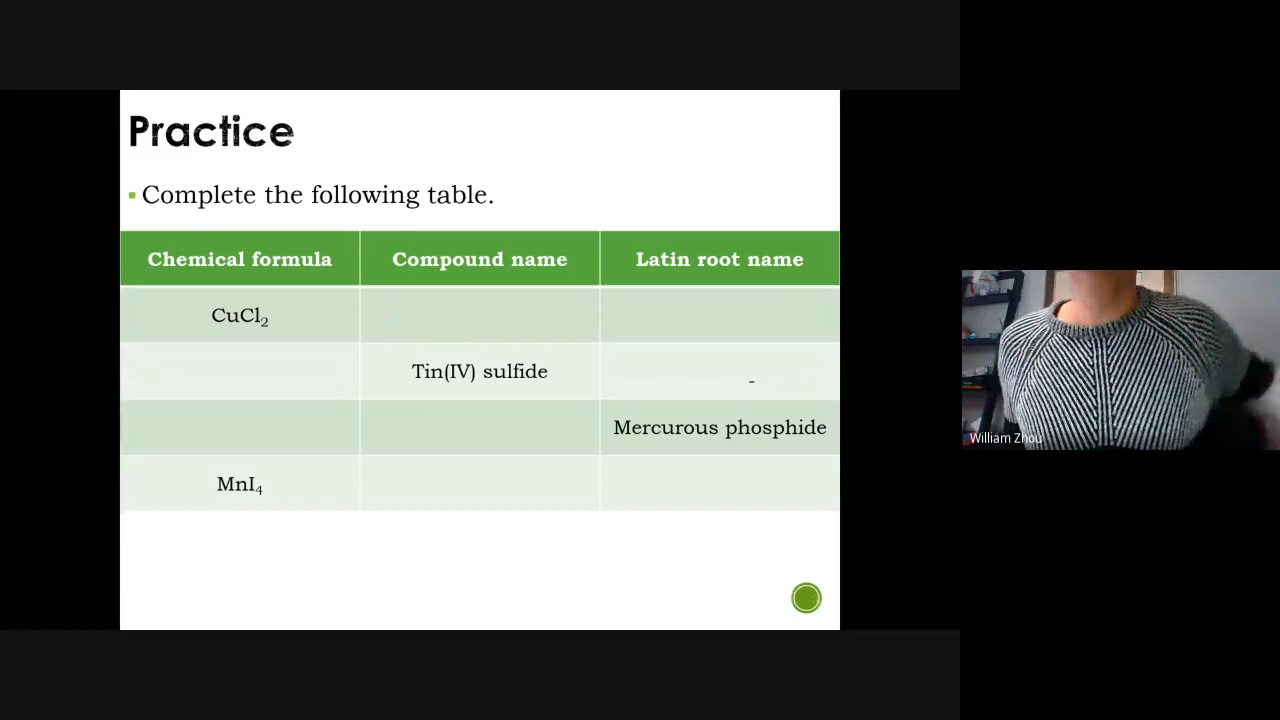 Practice
Complete the following table.
Chemical formula Compound name Latin root name
CuCl₂
Tin(IV) sulfide -
Mercurous phosphide
MnI₄
William Zhou